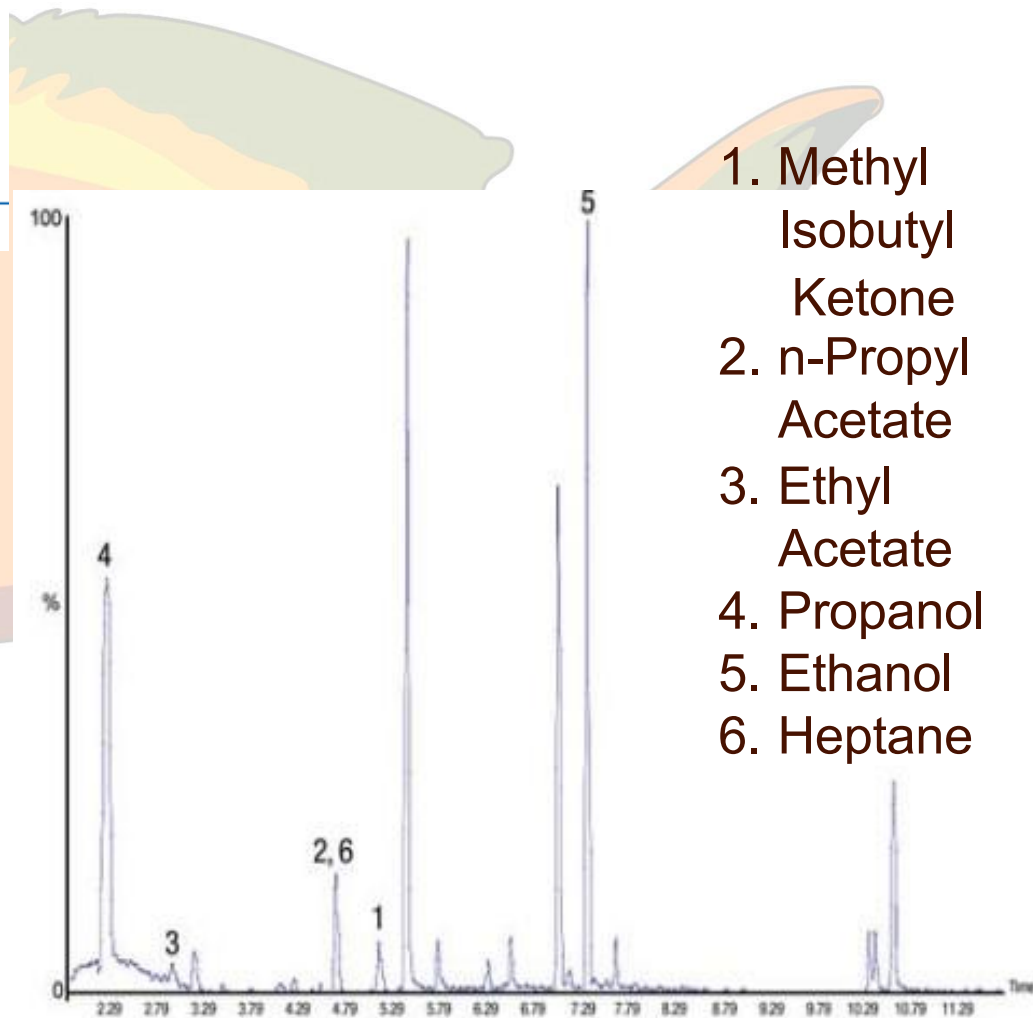 1. Methyl
Isobutyl
Ketone
2. n-Propyl
Acetate
3. Ethyl
Acetate
4. Propanol
5. Ethanol
6. Heptane
100
5
4
%
2,6
1
3
0
2.29 2.79 3.29 3.79 4.29 4.79 5.29 5.79 6.29 6.79 7.29 7.79 8.29 8.79 9.29 9.79 10.29 10.79 11.29
Time